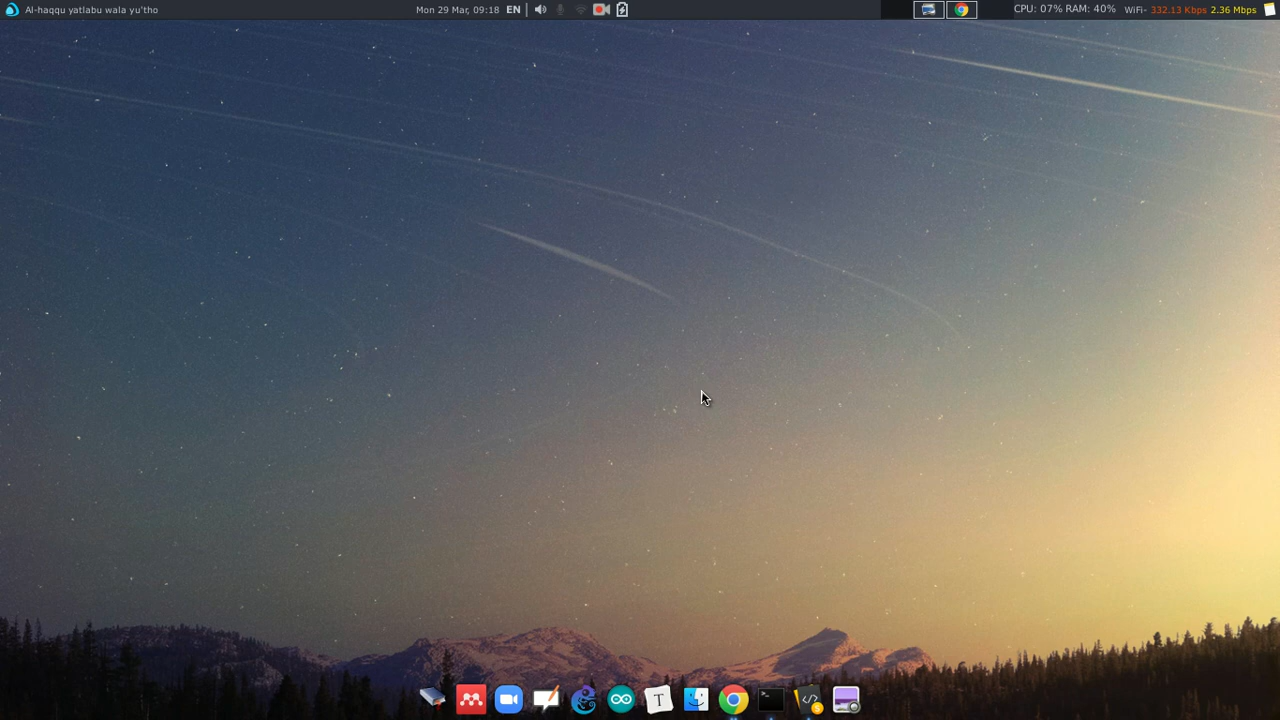 Al-haqqu yatlabu wala yu'tho
Mon 29 Mar, 09:18 EN
CPU: 07% RAM: 40% WiFi- 332.13 Kbps 2.36 Mbps
T